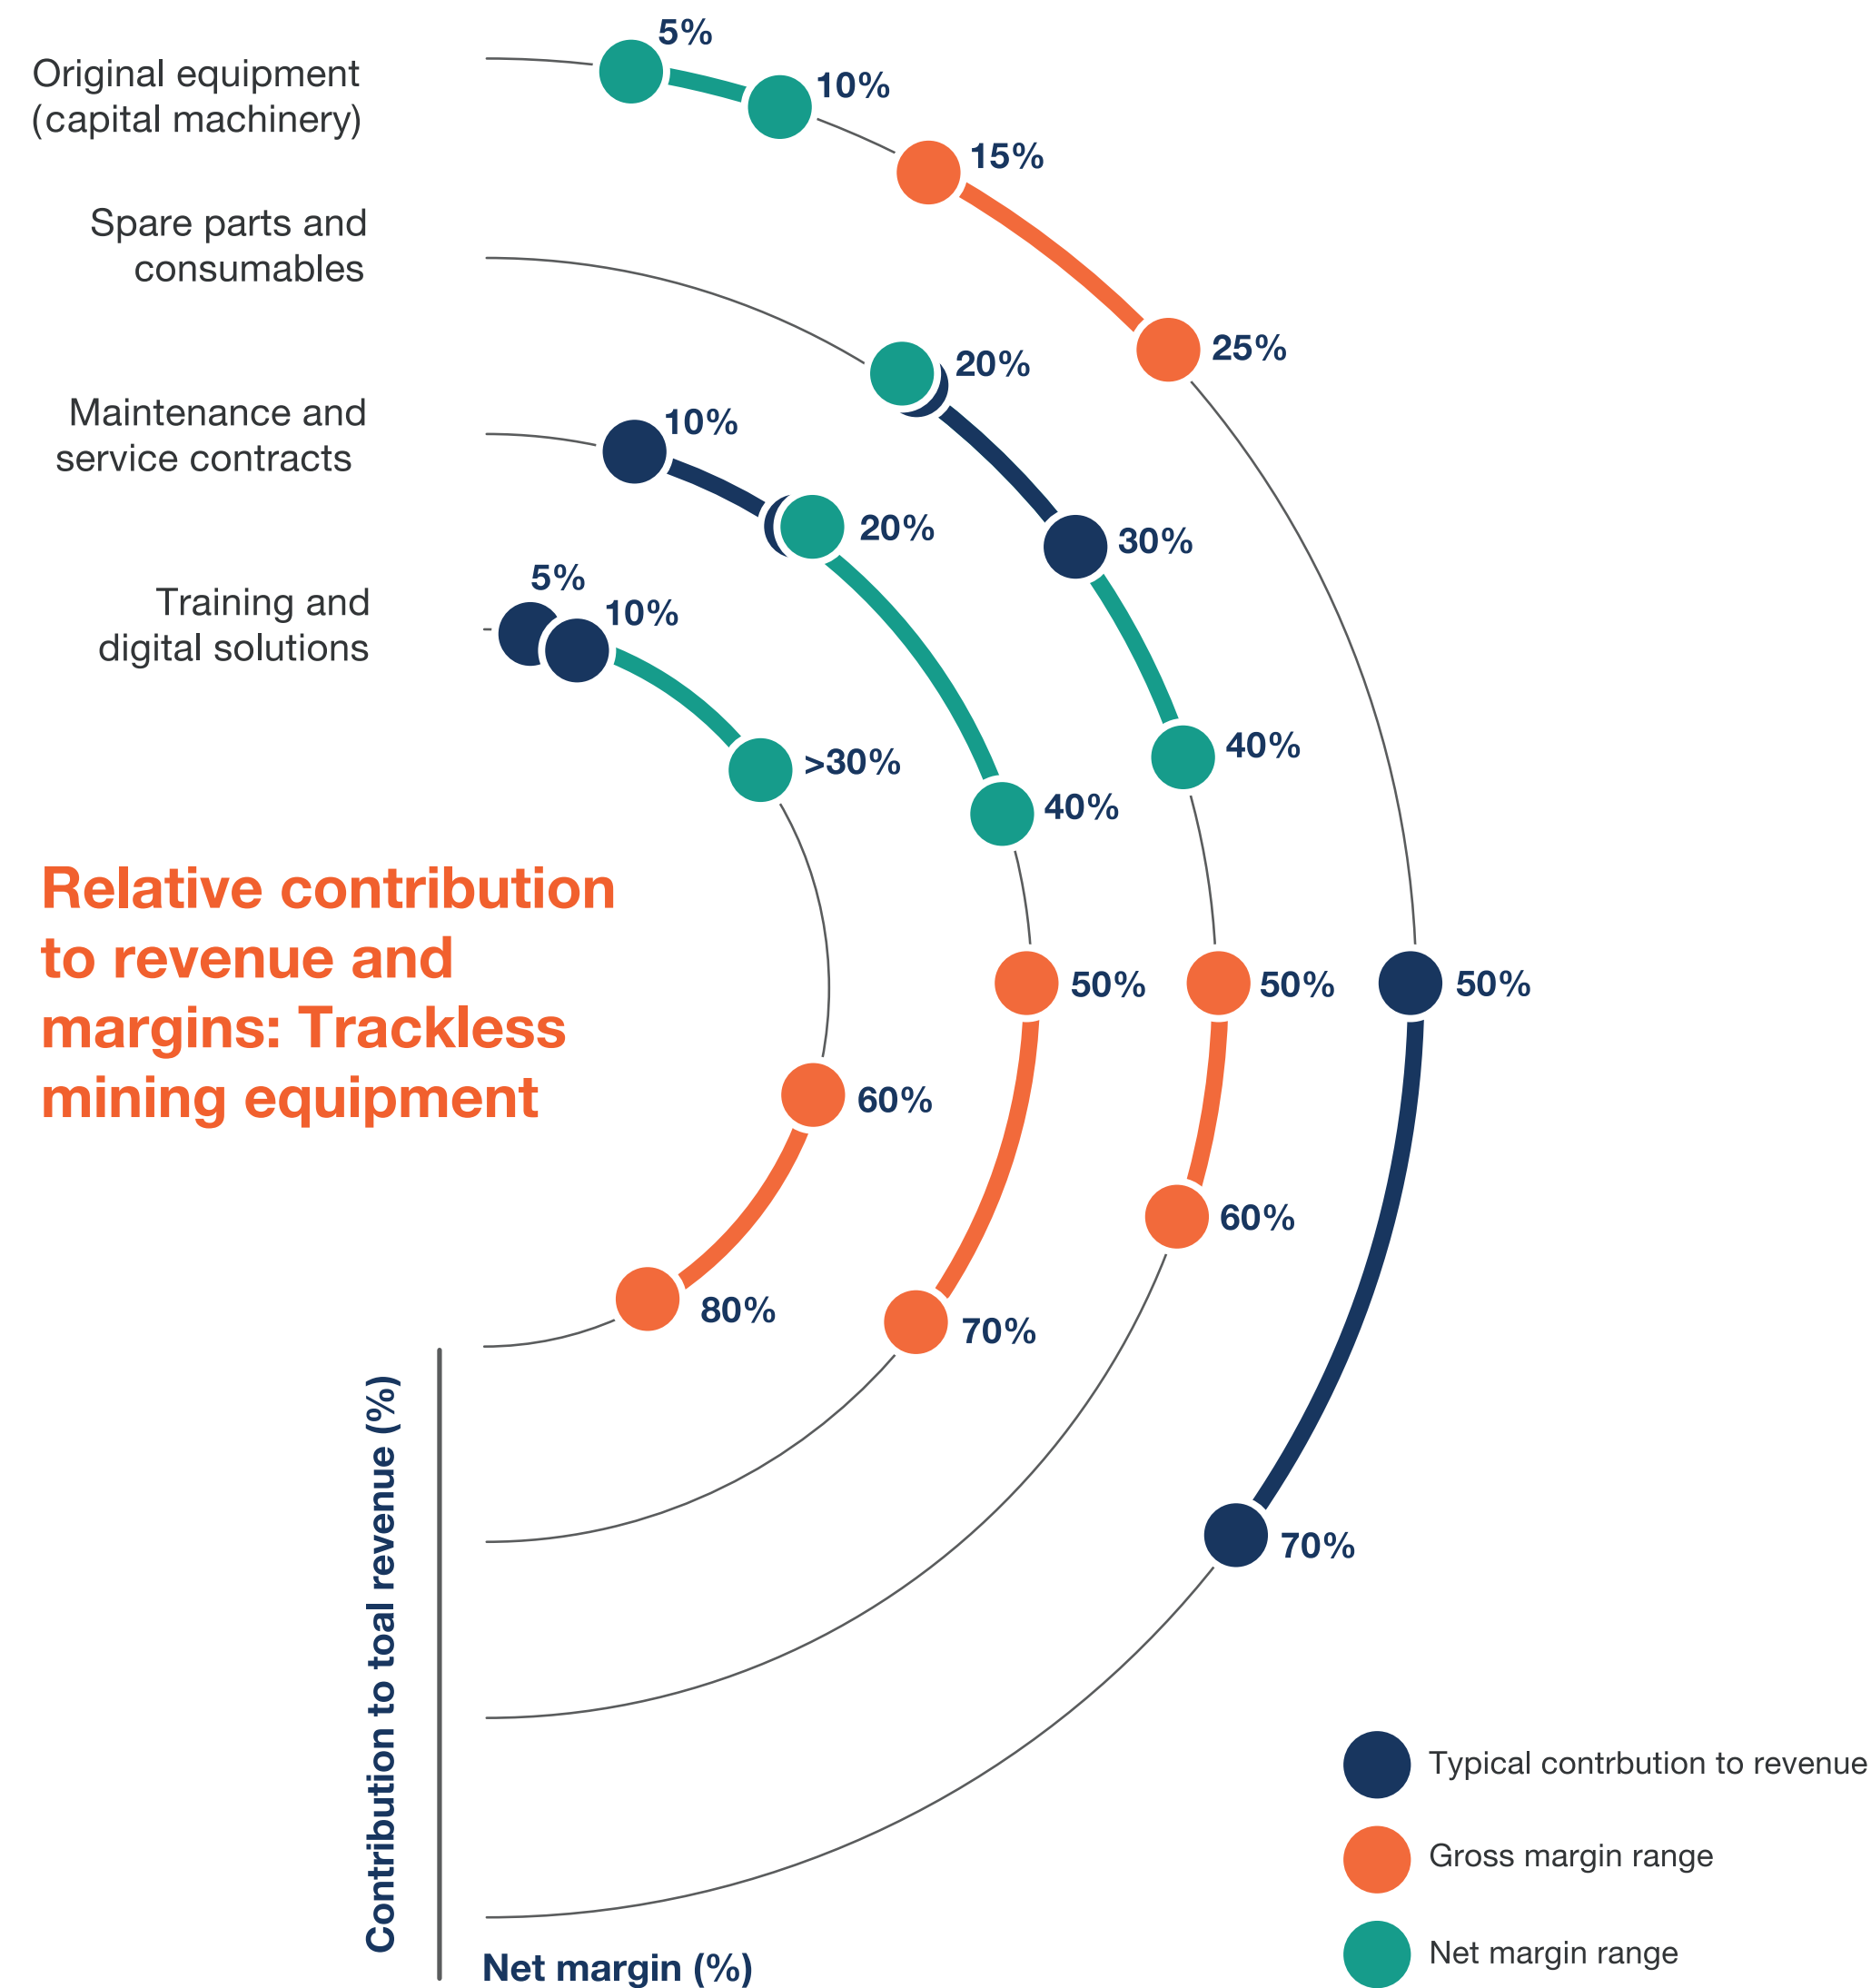 Original equipment
(capital machinery)
5%
10%
15%
25%
50%
70%
Spare parts and
consumables
20%
30%
40%
50%
60%
Maintenance and
service contracts
10%
20%
40%
50%
70%
Training and
digital solutions
5%
10%
>30%
60%
80%
Relative contribution
to revenue and
margins: Trackless
mining equipment
Contribution to toal revenue (%)
Net margin (%)
Typical contrbution to revenue
Gross margin range
Net margin range